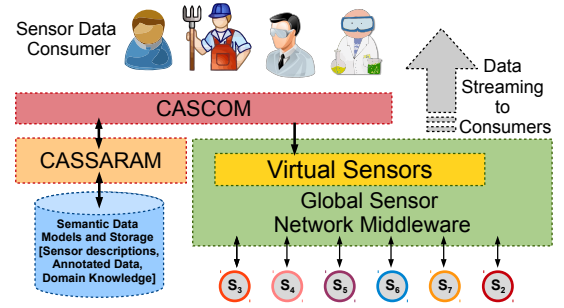 Sensor Data
Consumer
Data
Streaming
to
Consumers
CASCOM
CASSARAM
Virtual Sensors
Global Sensor
Network Middleware
Semantic Data
Models and Storage
[Sensor descriptions,
Annotated Data,
Domain Knowledge]
S3 S4 S5 S6 S7 S2